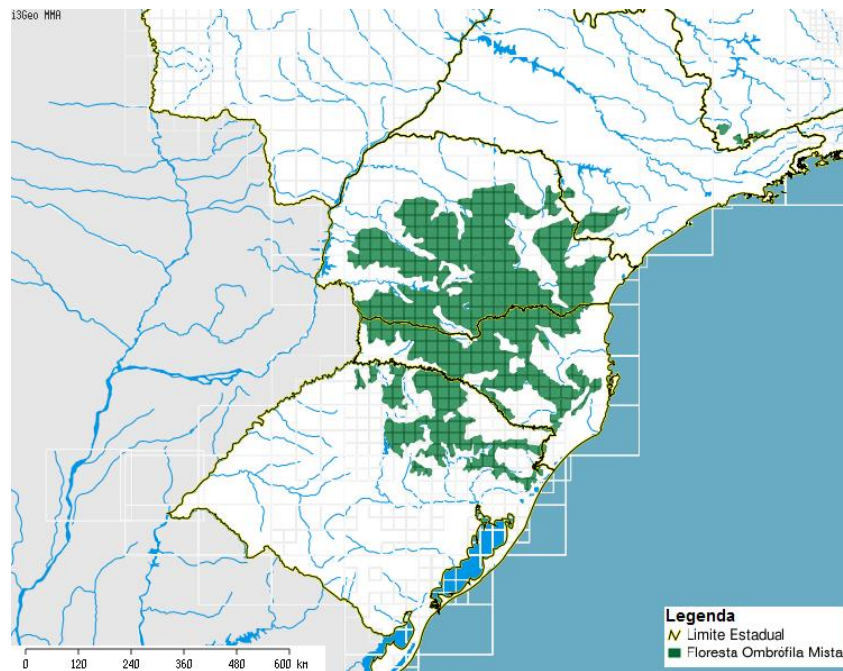 i3Geo MMA
Legenda
Limite Estadual
Floresta Ombrófila Mista
0 120 240 360 480 600 km